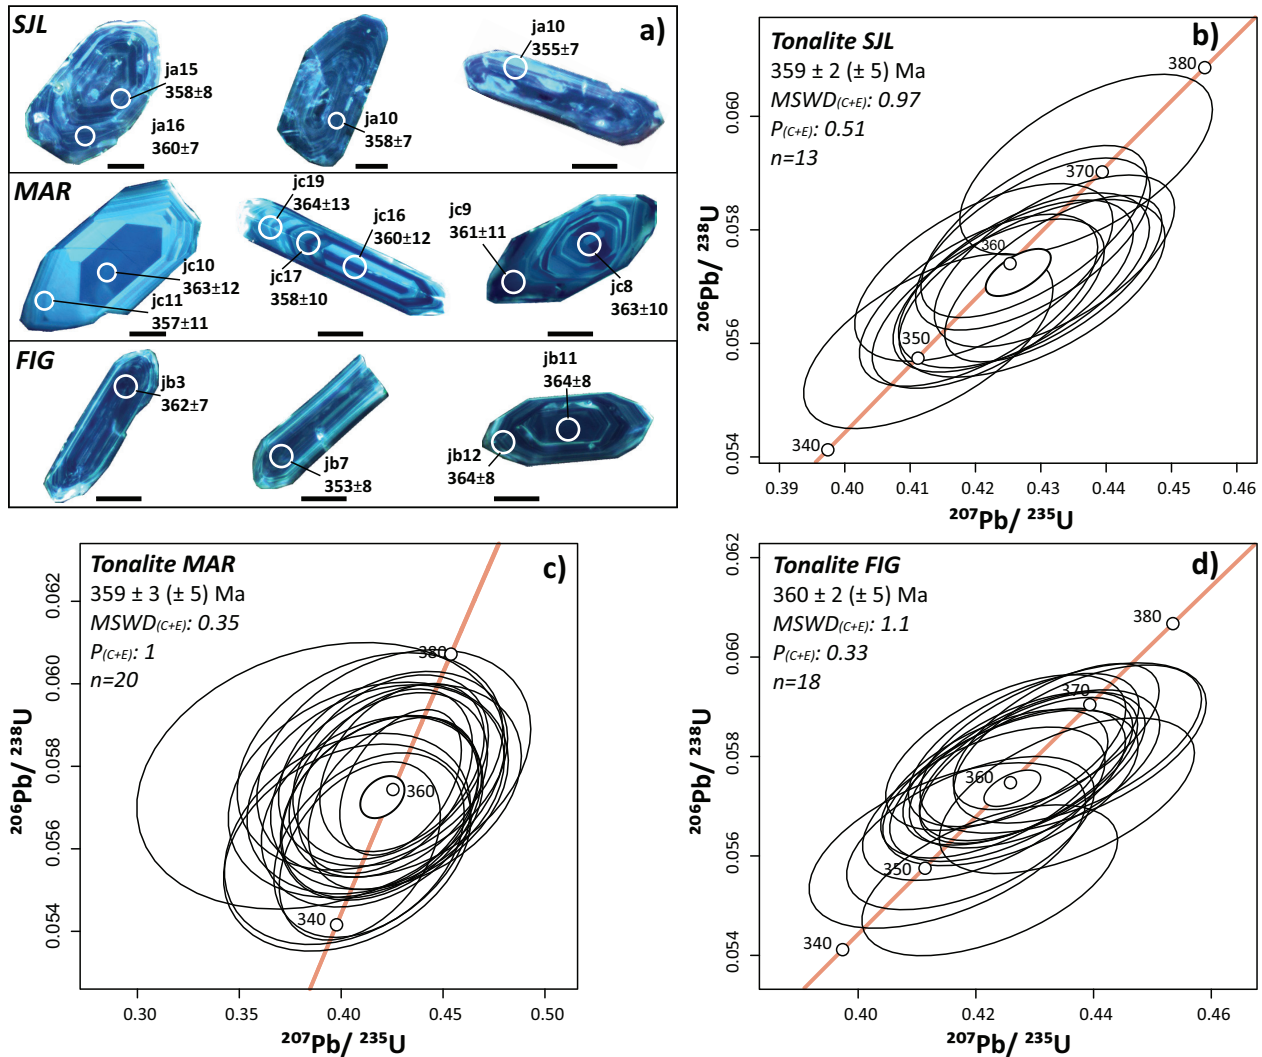 SJL
a)
ja15
358±8
ja16
360±7
ja10
358±7
ja10
355±7
MAR
jc10
363±12
jc11
357±11
jc19
364±13
jc16
360±12
jc17
358±10
jc9
361±11
jc8
363±10
FIG
jb3
362±7
jb7
353±8
jb11
364±8
jb12
364±8
b)
Tonalite SJL
359 ± 2 (± 5) Ma
MSWD(C+E): 0.97
P(C+E): 0.51
n=13
380
370
360
350
340
0.060
0.058
0.056
0.054
²⁰⁶Pb/ ²³⁸U
0.39 0.40 0.41 0.42 0.43 0.44 0.45 0.46
²⁰⁷Pb/ ²³⁵U
c)
Tonalite MAR
359 ± 3 (± 5) Ma
MSWD(C+E): 0.35
P(C+E): 1
n=20
380
360
340
0.062
0.060
0.058
0.056
0.054
²⁰⁶Pb/ ²³⁸U
0.30 0.35 0.40 0.45 0.50
²⁰⁷Pb/ ²³⁵U
d)
Tonalite FIG
360 ± 2 (± 5) Ma
MSWD(C+E): 1.1
P(C+E): 0.33
n=18
380
370
360
350
340
0.062
0.060
0.058
0.056
0.054
²⁰⁶Pb/ ²³⁸U
0.40 0.42 0.44 0.46
²⁰⁷Pb/ ²³⁵U